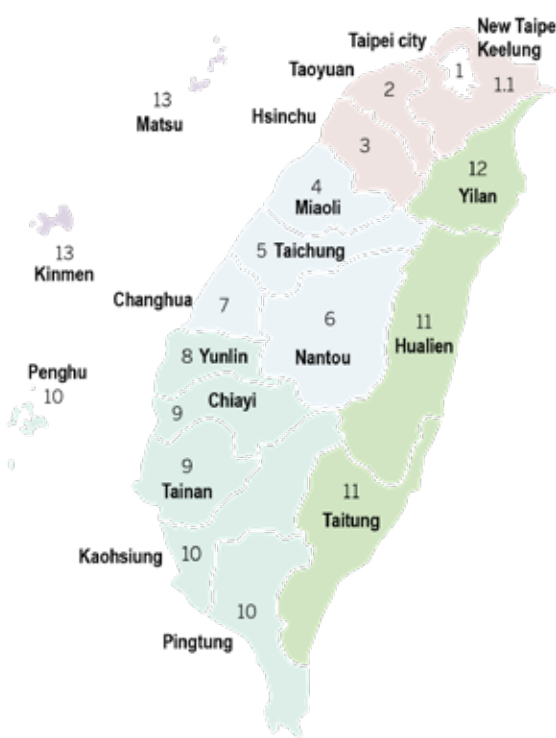 New Taipe
Taipei city
Keelung
Taoyuan
1
2
1.1
13
Matsu
Hsinchu
3
12
Yilan
4
Miaoli
5 Taichung
13
Kinmen
Changhua
7
6
Nantou
11
Hualien
8 Yunlin
Penghu
10
Chiayi
9
9
Tainan
11
Taitung
Kaohsiung
10
10
Pingtung